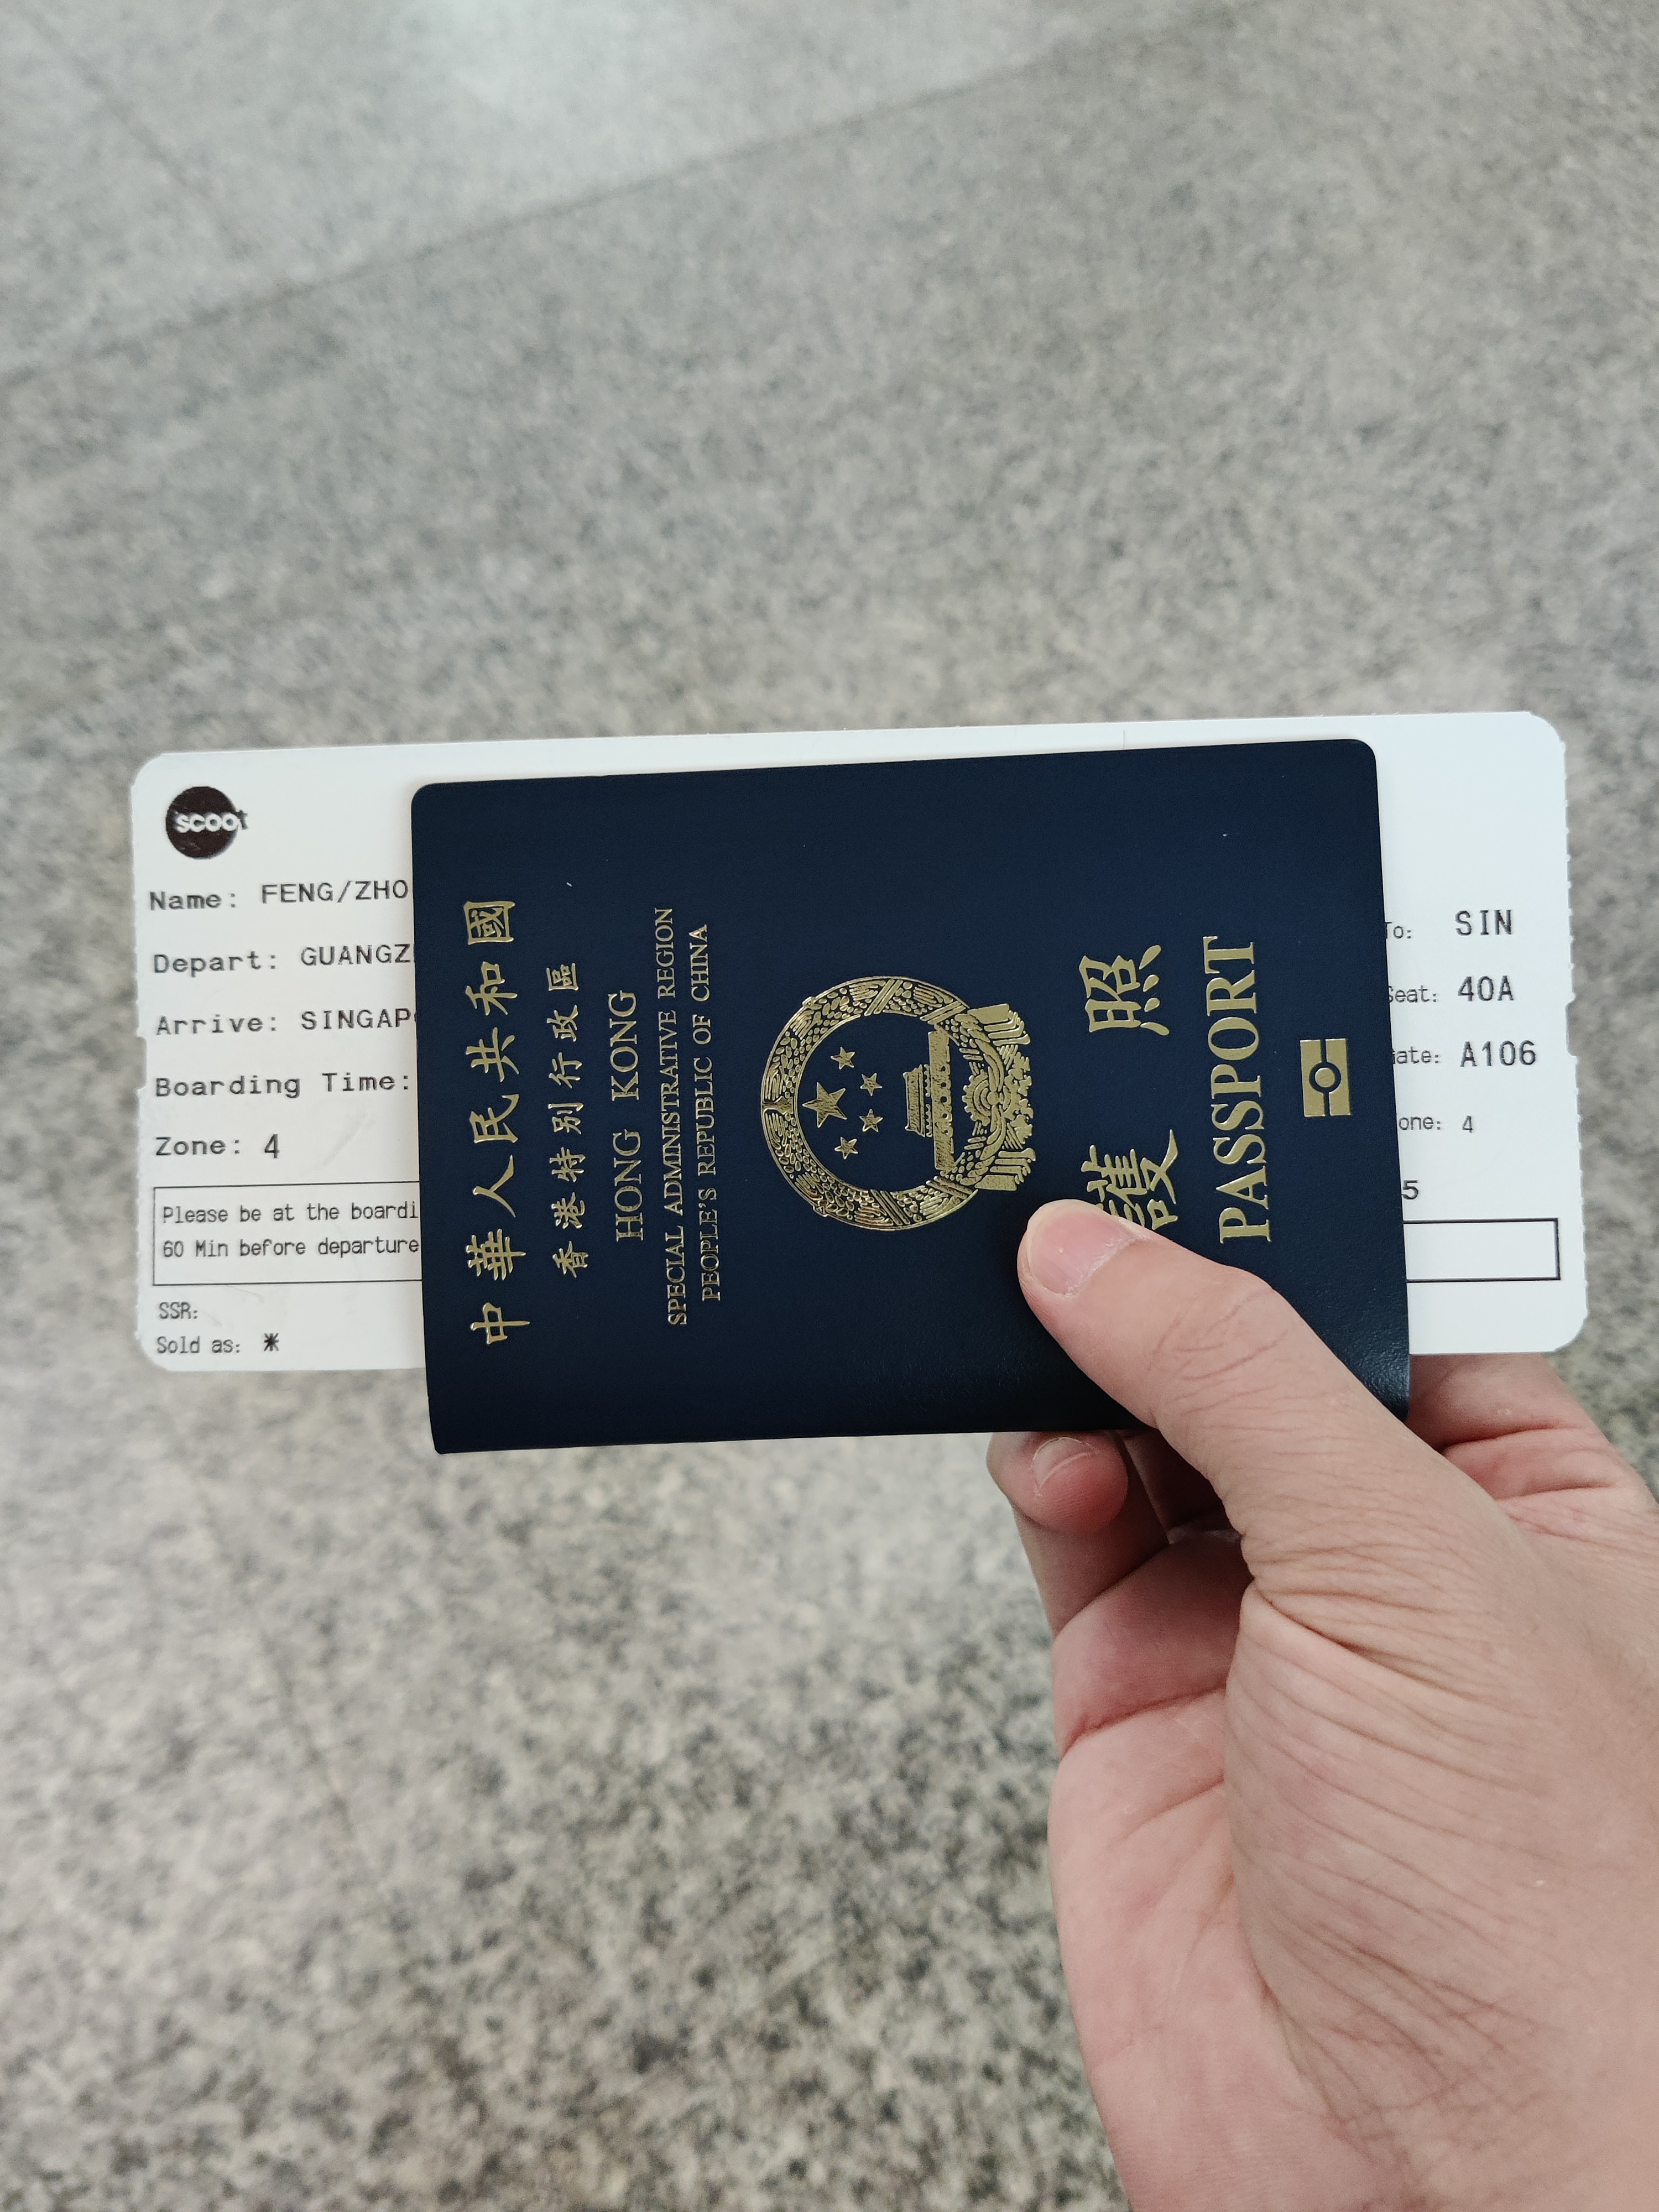 scoot
Name: FENG/ZHO
Depart: GUANGZ
Arrive: SINGAP
Boarding Time:
Zone: 4
Please be at the boardi
60 Min before departure
SSR:
Sold as: *
中華人民共和國
香港特別行政區
HONG KONG
SPECIAL ADMINISTRATIVE REGION
PEOPLE'S REPUBLIC OF CHINA
護照
PASSPORT
To: SIN
Seat: 40A
ate: A106
one: 4
5